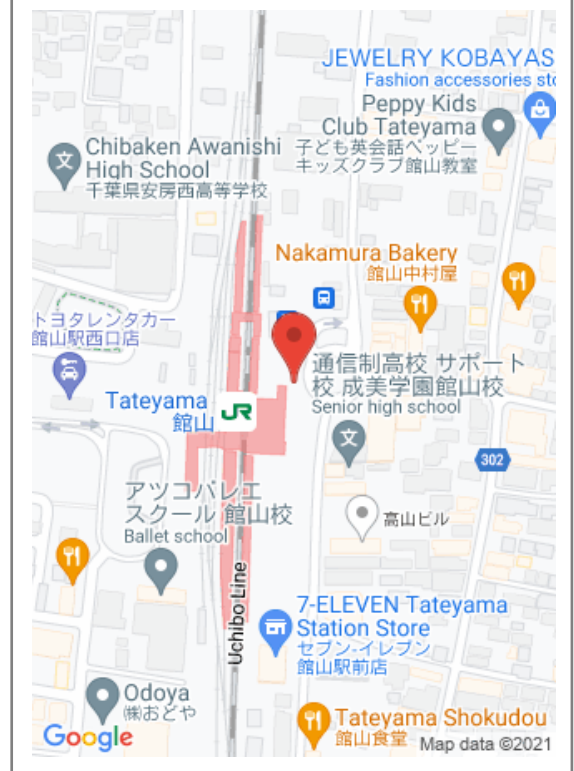 JEWELRY KOBAYAS
Fashion accessories sto
Peppy Kids
Club Tateyama
子ども英会話ペッピー
キッズクラブ館山教室
Chibaken Awanishi
High School
千葉県安房西高等学校
Nakamura Bakery
館山中村屋
トヨタレンタカー
館山駅西口店
通信制高校 サポート
校 成美学園館山校
Senior high school
Tateyama
館山
JR
302
アツコバレエ
スクール 館山校
Ballet school
高山ビル
Uchibo Line
7-ELEVEN Tateyama
Station Store
セブン-イレブン
館山駅前店
Odoya
㈱おどや
Tateyama Shokudou
館山食堂
Google
Map data ©2021